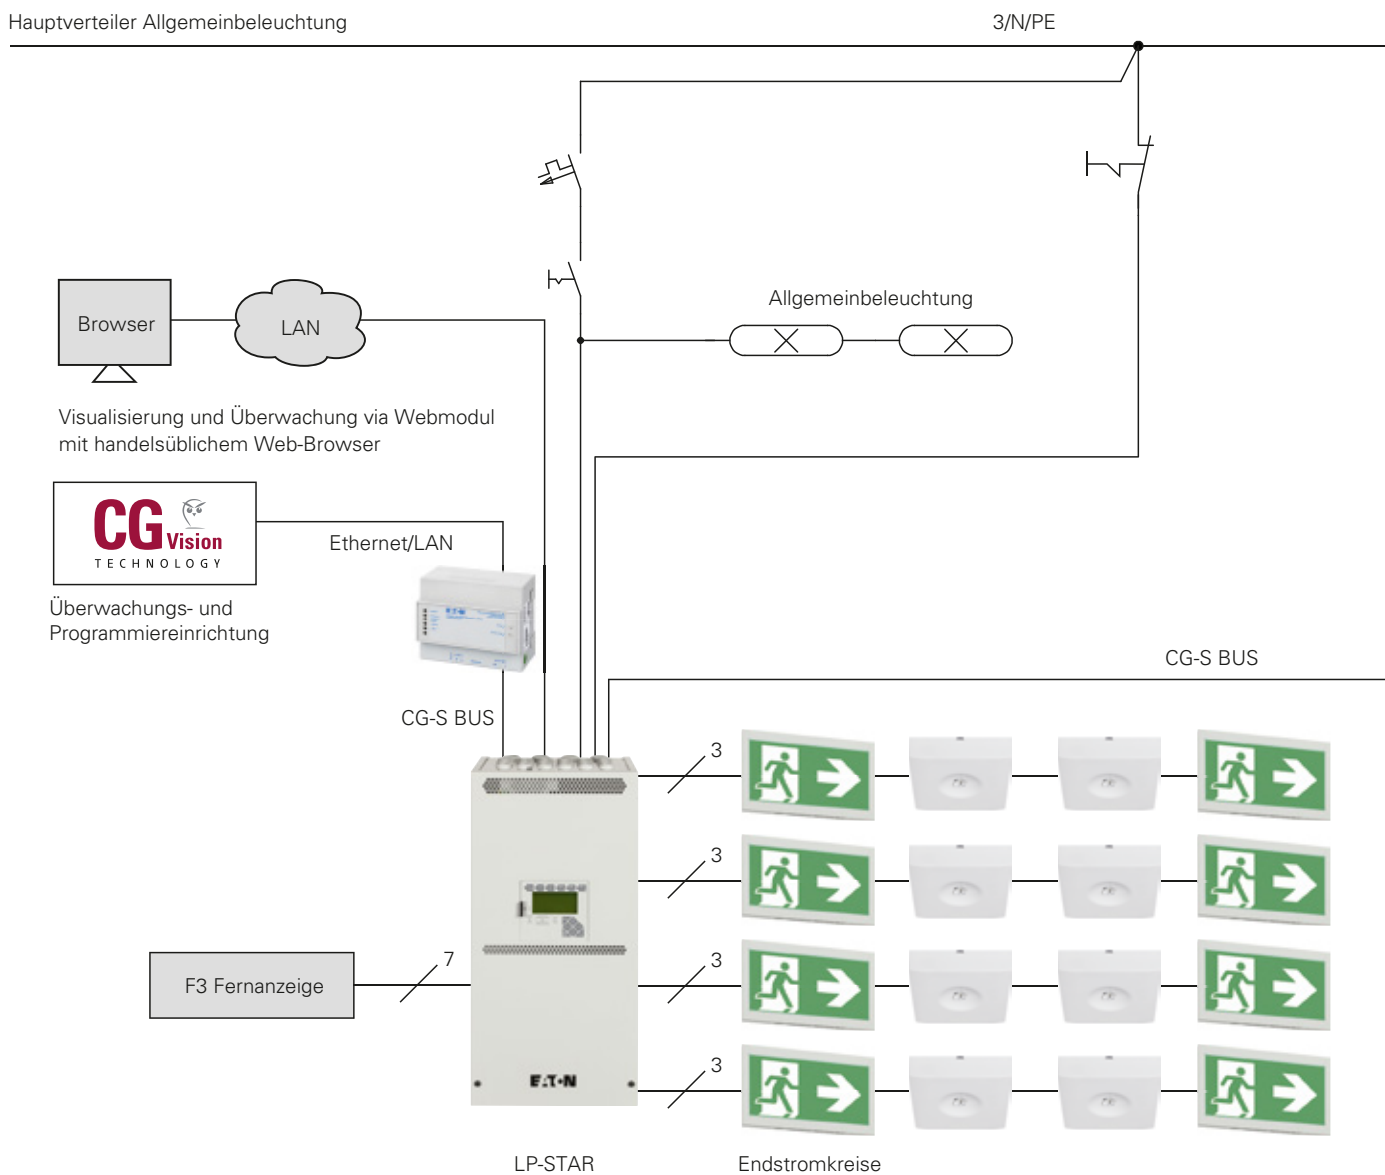 Hauptverteiler Allgemeinbeleuchtung
3/N/PE
Allgemeinbeleuchtung
Browser
LAN
Visualisierung und Überwachung via Webmodul
mit handelsüblichem Web-Browser
CG Vision
TECHNOLOGY
Ethernet/LAN
Überwachungs- und
Programmiereinrichtung
CG-S BUS
CG-S BUS
3
3
7
F3 Fernanzeige
3
3
EATON
LP-STAR
Endstromkreise